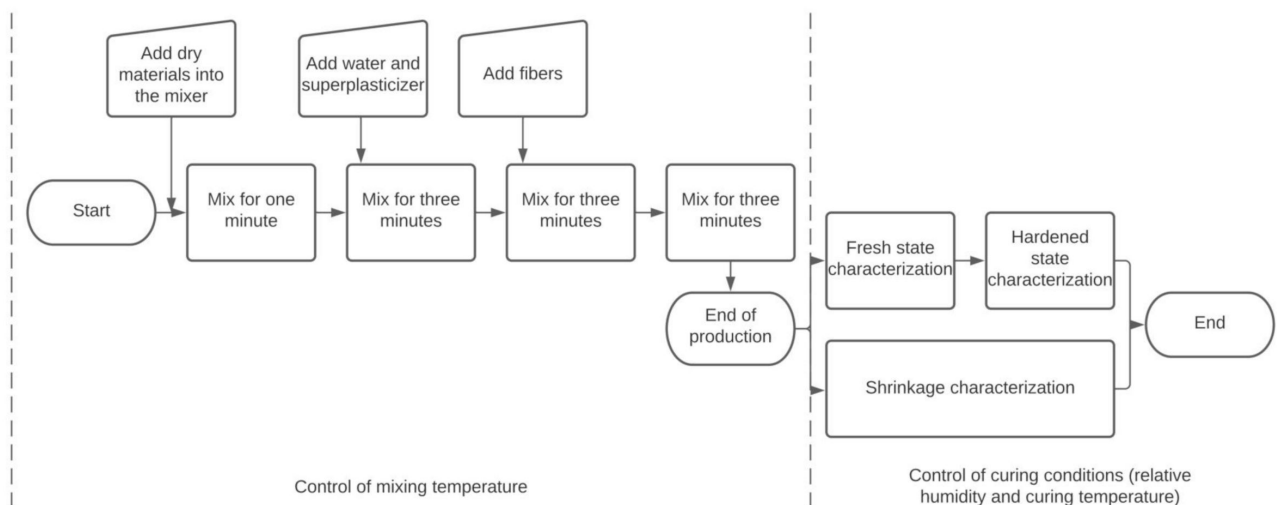 Add dry
materials into
the mixer
Add water and
superplasticizer
Add fibers
Start
Mix for one
minute
Mix for three
minutes
Mix for three
minutes
Mix for three
minutes
End of
production
Fresh state
characterization
Hardened
state
characterization
Shrinkage characterization
End
Control of mixing temperature
Control of curing conditions (relative
humidity and curing temperature)